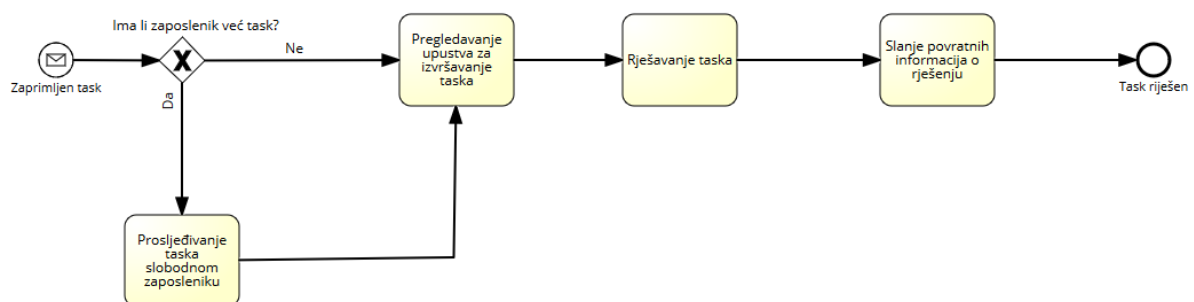 Ima li zaposlenik već task?
Zaprimljen task
Ne
Da
Pregledavanje
upustva za
izvršavanje
taska
Rješavanje taska
Slanje povratnih
informacija o
rješenju
Task riješen
Prosljeđivanje
taska
slobodnom
zaposleniku